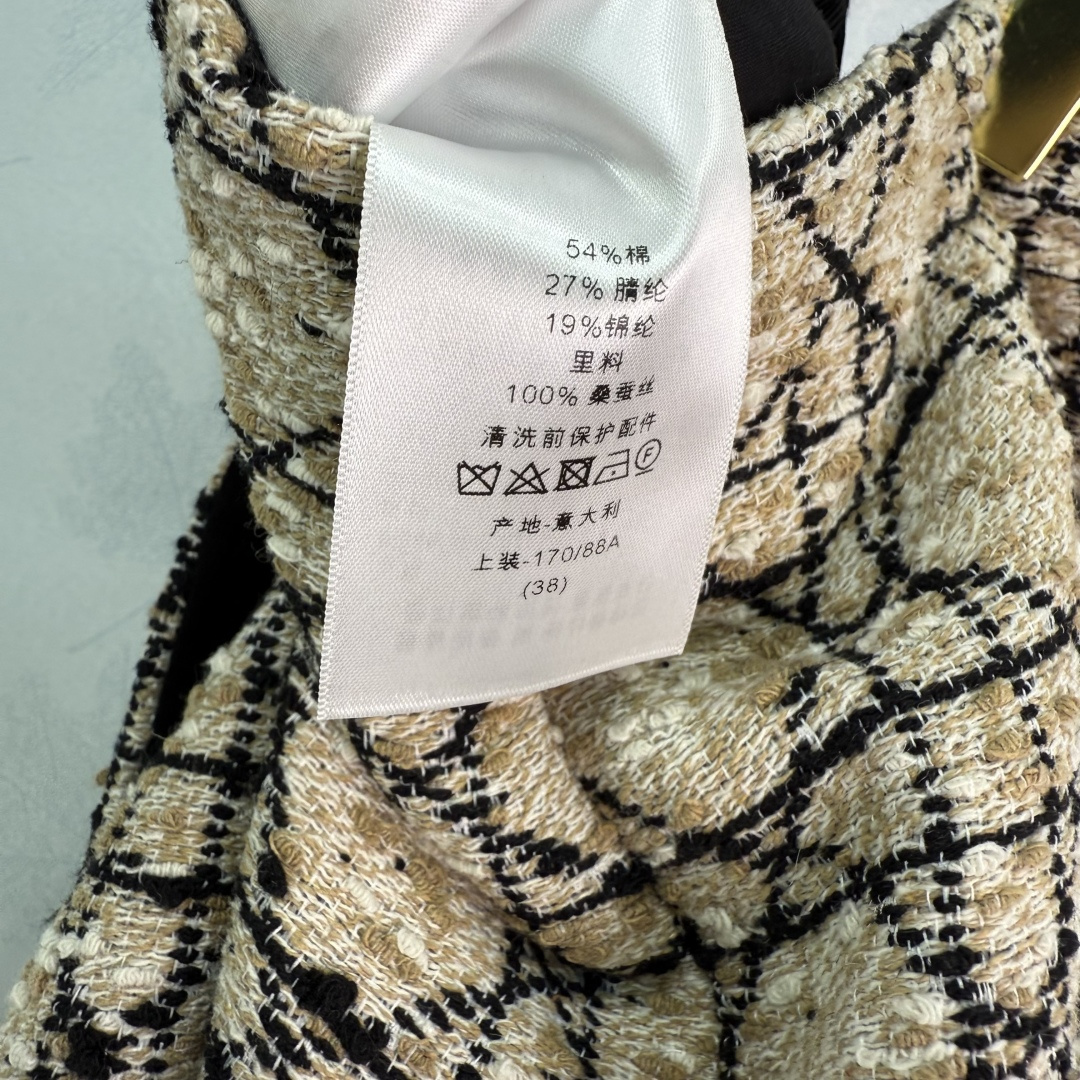 54%棉
27% 腈纶
19%锦纶
里料
100% 桑蚕丝
清洗前保护配件
F
产地-意大利
上装-170/88A
(38)